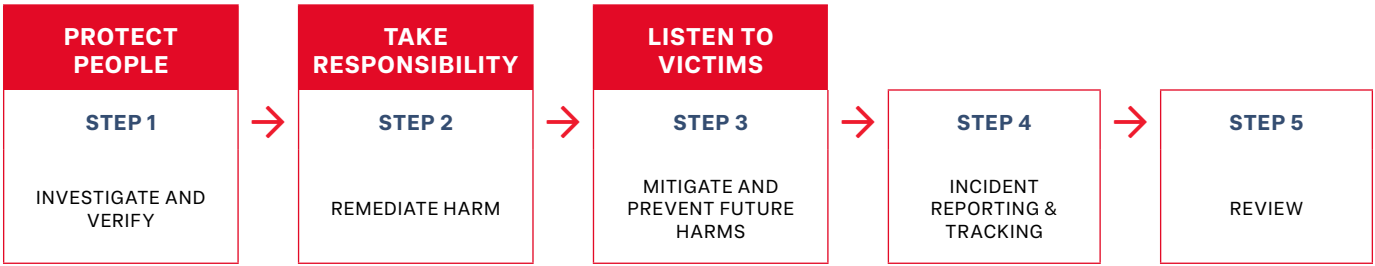 PROTECT
PEOPLE
STEP 1
INVESTIGATE AND
VERIFY
TAKE
RESPONSIBILITY
STEP 2
REMEDIATE HARM
LISTEN TO
VICTIMS
STEP 3
MITIGATE AND
PREVENT FUTURE
HARMS
STEP 4
INCIDENT
REPORTING &
TRACKING
STEP 5
REVIEW